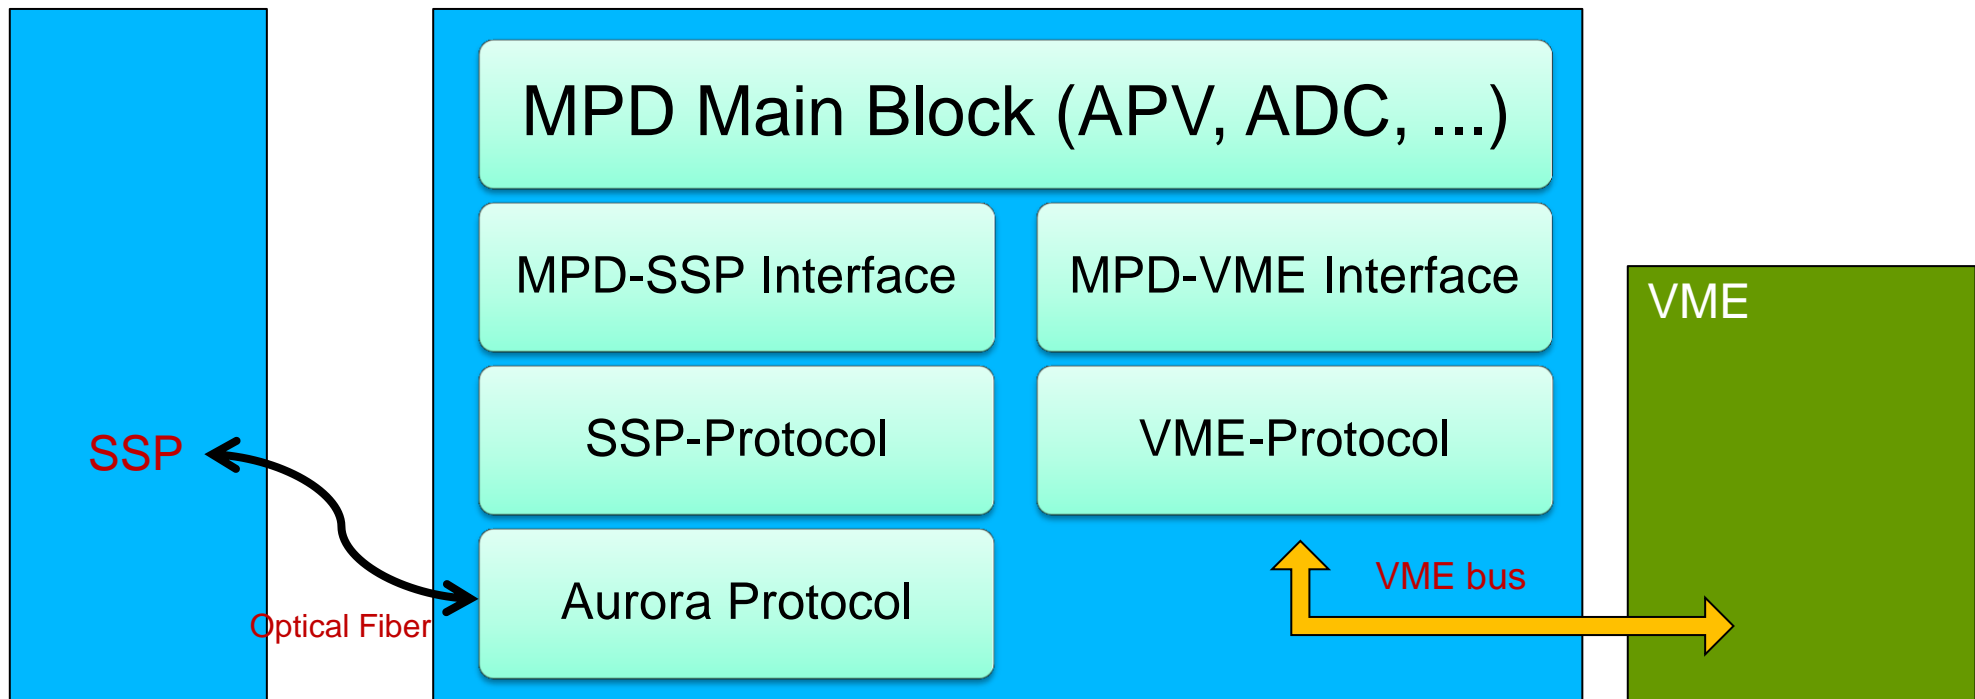 MPD Main Block (APV, ADC, ...)
MPD-SSP Interface
MPD-VME Interface
VME
SSP
SSP-Protocol
VME-Protocol
VME bus
Optical Fiber
Aurora Protocol